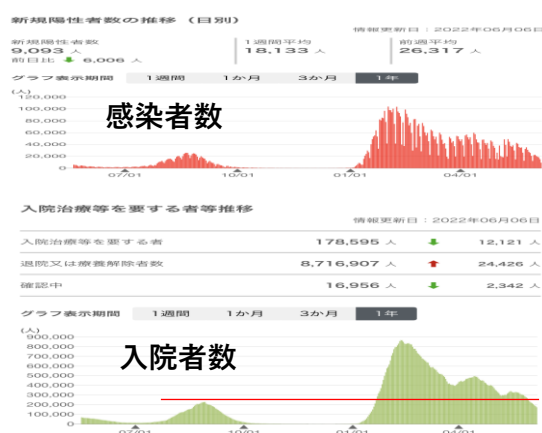 新規陽性者数の推移（日別）
情報更新日：2022年06月06日
新規陽性者数 1週間平均 前週平均
9,093 人 18,133 人 26,317 人
前日比 6,006 人
グラフ表示期間 1週間 1か月 3か月 1年
(人)
120,000
100,000
感染者数
80,000
60,000
40,000
20,000
0
07/01 10/01 01/01 04/01
入院治療等を要する者等推移
情報更新日：2022年06月06日
入院治療等を要する者 178,595 人 12,121 人
退院又は療養解除者数 8,716,907 人 24,426 人
確認中 16,956 人 2,342 人
グラフ表示期間 1週間 1か月 3か月 1年
(人)
900,000
800,000
入院者数
700,000
600,000
500,000
400,000
300,000
200,000
100,000
0
07/01 10/01 01/01 04/01